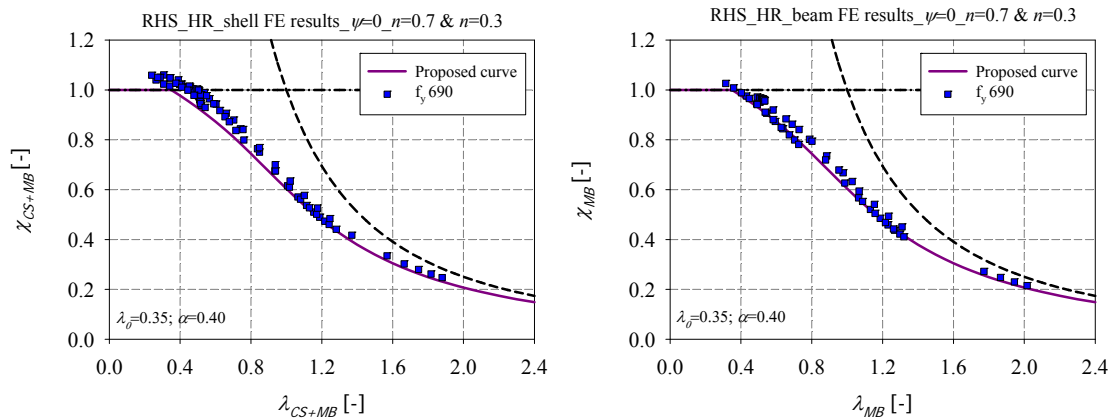 RHS_HR_shell FE results_ψ=0_n=0.7 & n=0.3
1.2
1.0
0.8
0.6
0.4
0.2
0.0
χCS+MB [-]
Proposed curve
fy 690
λ0=0.35; α=0.40
0.0 0.4 0.8 1.2 1.6 2.0 2.4
λCS+MB [-]
RHS_HR_beam FE results_ψ=0_n=0.7 & n=0.3
1.2
1.0
0.8
0.6
0.4
0.2
0.0
χMB [-]
Proposed curve
fy 690
λ0=0.35; α=0.40
0.0 0.4 0.8 1.2 1.6 2.0 2.4
λMB [-]